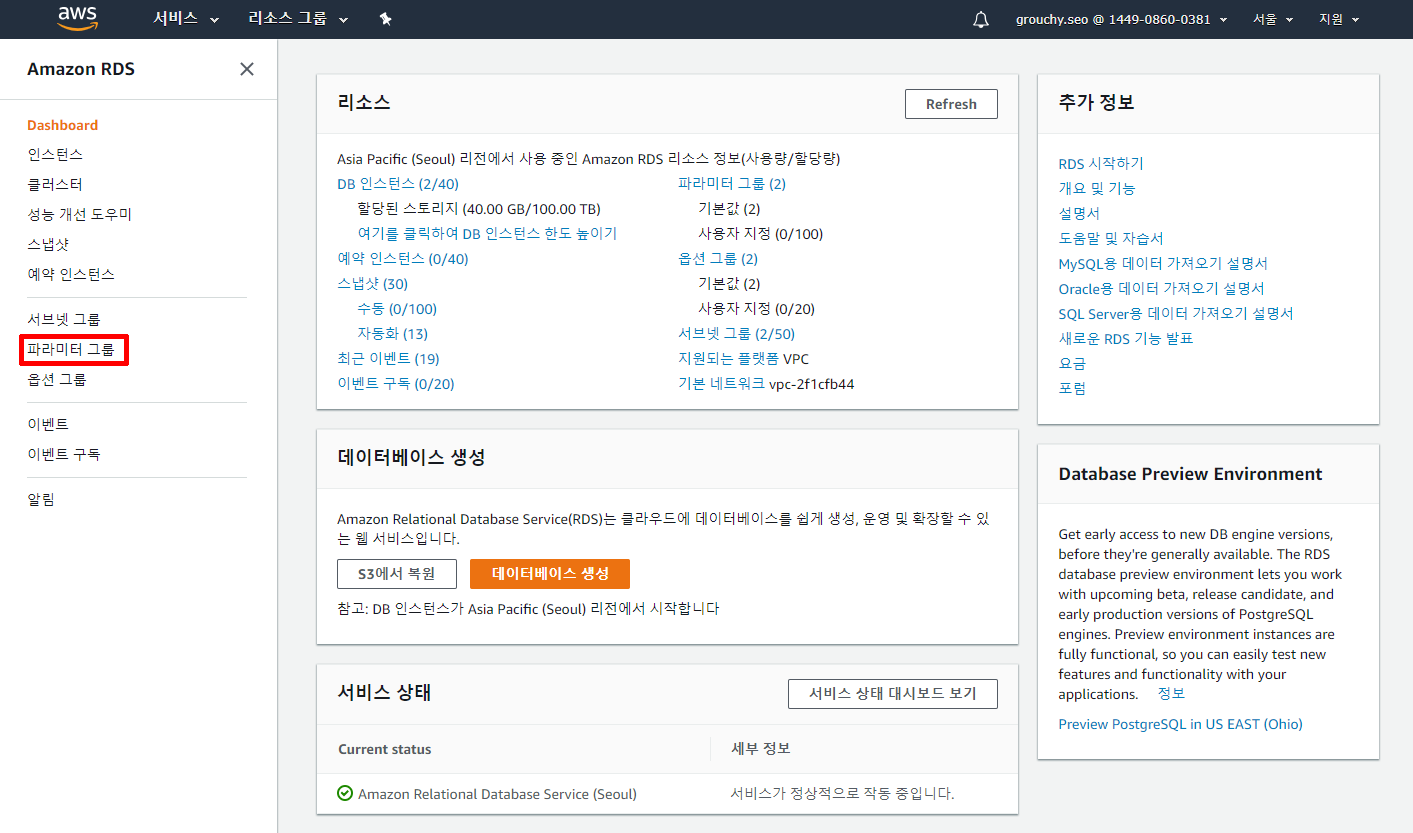 aws 서비스 리소스 그룹 grouchy.seo @ 1449-0860-0381 서울 지원
Amazon RDS
Dashboard
인스턴스
클러스터
성능 개선 도우미
스냅샷
예약 인스턴스
서브넷 그룹
파라미터 그룹
옵션 그룹
이벤트
이벤트 구독
알림
리소스
Refresh
Asia Pacific (Seoul) 리전에서 사용 중인 Amazon RDS 리소스 정보(사용량/할당량)
DB 인스턴스 (2/40)
할당된 스토리지 (40.00 GB/100.00 TB)
여기를 클릭하여 DB 인스턴스 한도 높이기
예약 인스턴스 (0/40)
스냅샷 (30)
수동 (0/100)
자동화 (13)
최근 이벤트 (19)
이벤트 구독 (0/20)
파라미터 그룹 (2)
기본값 (2)
사용자 지정 (0/100)
옵션 그룹 (2)
기본값 (2)
사용자 지정 (0/20)
서브넷 그룹 (2/50)
지원되는 플랫폼 VPC
기본 네트워크 vpc-2f1cfb44
데이터베이스 생성
Amazon Relational Database Service(RDS)는 클라우드에 데이터베이스를 쉽게 생성, 운영 및 확장할 수 있
는 웹 서비스입니다.
S3에서 복원
데이터베이스 생성
참고: DB 인스턴스가 Asia Pacific (Seoul) 리전에서 시작합니다
서비스 상태
서비스 상태 대시보드 보기
Current status 세부 정보
Amazon Relational Database Service (Seoul) 서비스가 정상적으로 작동 중입니다.
추가 정보
RDS 시작하기
개요 및 기능
설명서
도움말 및 자습서
MySQL용 데이터 가져오기 설명서
Oracle용 데이터 가져오기 설명서
SQL Server용 데이터 가져오기 설명서
새로운 RDS 기능 발표
요금
포럼
Database Preview Environment
Get early access to new DB engine versions,
before they're generally available. The RDS
database preview environment lets you work
with upcoming beta, release candidate, and
early production versions of PostgreSQL
engines. Preview environment instances are
fully functional, so you can easily test new
features and functionality with your
applications. 정보
Preview PostgreSQL in US EAST (Ohio)